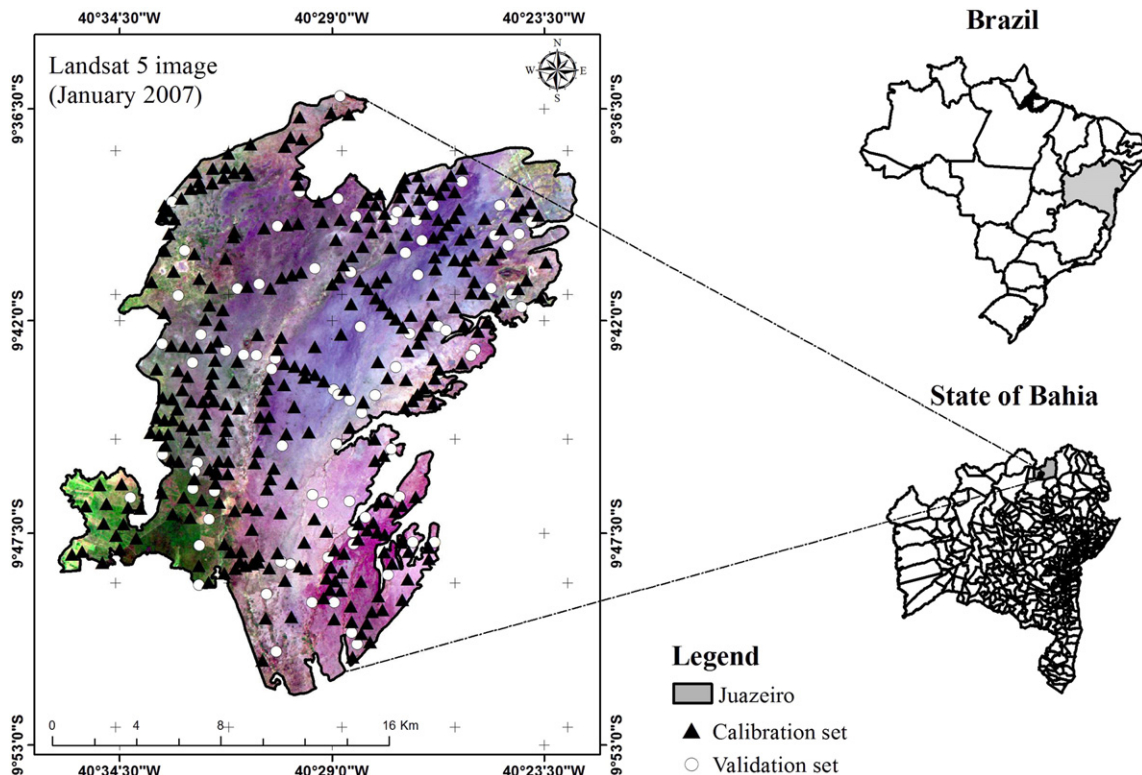 40°34'30"W 40°29'0"W 40°23'30"W
Brazil
Landsat 5 image
(January 2007)
N
W E
S
9°36'30"S 9°36'30"S
9°42'0"S 9°42'0"S
State of Bahia
9°47'30"S 9°47'30"S
Legend
Juazeiro
Calibration set
Validation set
0 4 8 16 Km
9°53'0"S 9°53'0"S
40°34'30"W 40°29'0"W 40°23'30"W